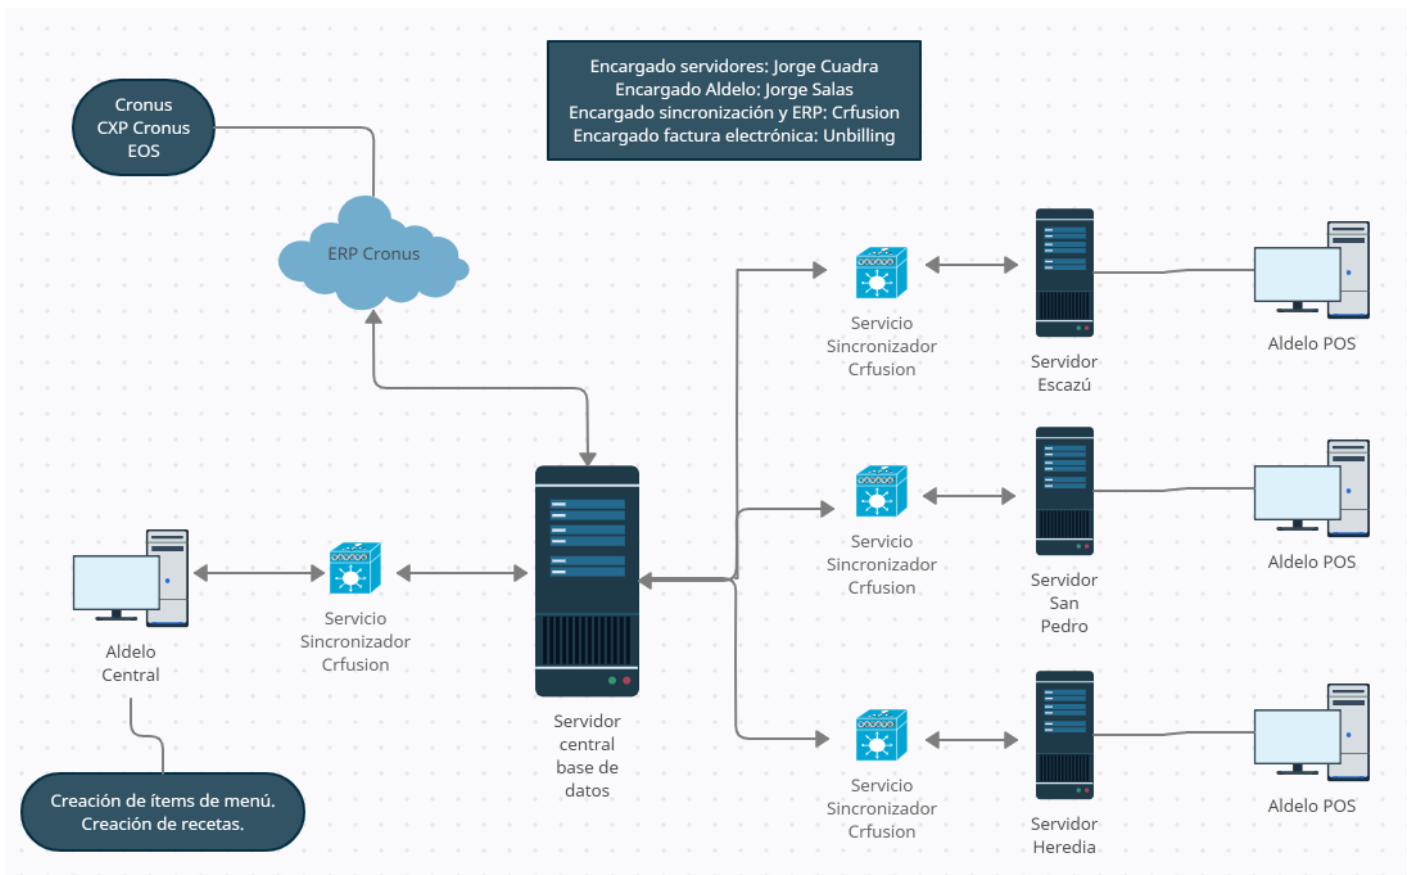 Encargado servidores: Jorge Cuadra
Encargado Aldelo: Jorge Salas
Encargado sincronización y ERP: Crfusion
Encargado factura electrónica: Unbilling
Cronus
CXP Cronus
EOS
ERP Cronus
Servicio
Sincronizador
Crfusion
Servidor
Escazú
Aldelo POS
Servicio
Sincronizador
Crfusion
Servidor
San
Pedro
Aldelo POS
Aldelo
Central
Servicio
Sincronizador
Crfusion
Servidor
central
base de
datos
Servicio
Sincronizador
Crfusion
Servidor
Heredia
Aldelo POS
Creación de ítems de menú.
Creación de recetas.